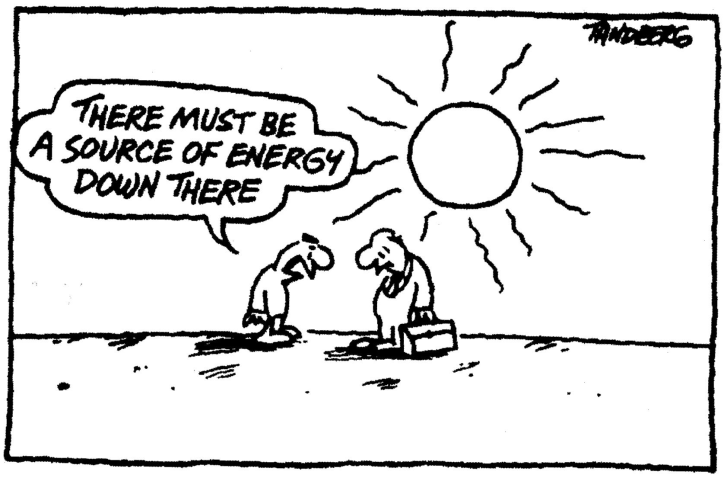 TANDBERG
THERE MUST BE
A SOURCE OF ENERGY
DOWN THERE